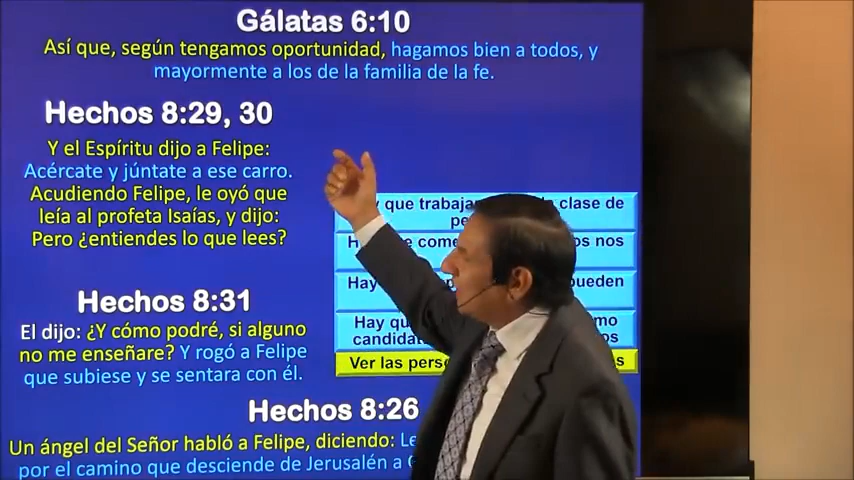 Gálatas 6:10
Así que, según tengamos oportunidad, hagamos bien a todos, y
mayormente a los de la familia de la fe.
Hechos 8:29, 30
Y el Espíritu dijo a Felipe:
Acércate y júntate a ese carro.
Acudiendo Felipe, le oyó que
leía al profeta Isaías, y dijo:
Pero ¿entiendes lo que lees?
que clase de
nos
Hay pueden
Hay
Ver las
Hechos 8:31
El dijo: ¿Y cómo podré, si alguno
no me enseñare? Y rogó a Felipe
que subiese y se sentara con él.
Hechos 8:26
Un ángel del Señor habló a Felipe, diciendo:
por el camino que desciende de Jerusalén a